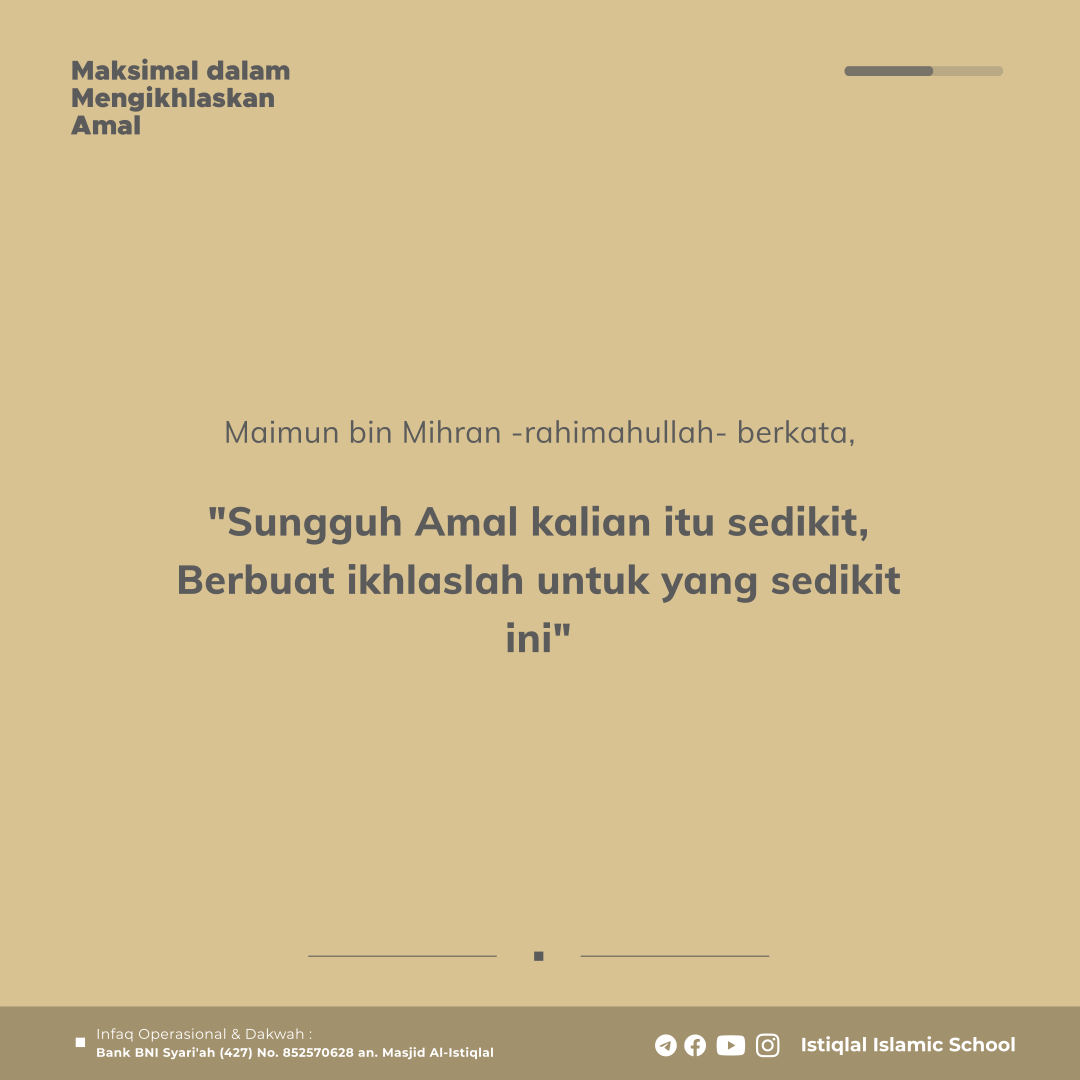 Maksimal dalam
Mengikhlaskan
Amal
Maimun bin Mihran -rahimahullah- berkata,
"Sungguh Amal kalian itu sedikit,
Berbuat ikhlaslah untuk yang sedikit
ini"
Infaq Operasional & Dakwah :
Bank BNI Syari'ah (427) No. 852570628 an. Masjid Al-Istiqlal
Istiqlal Islamic School